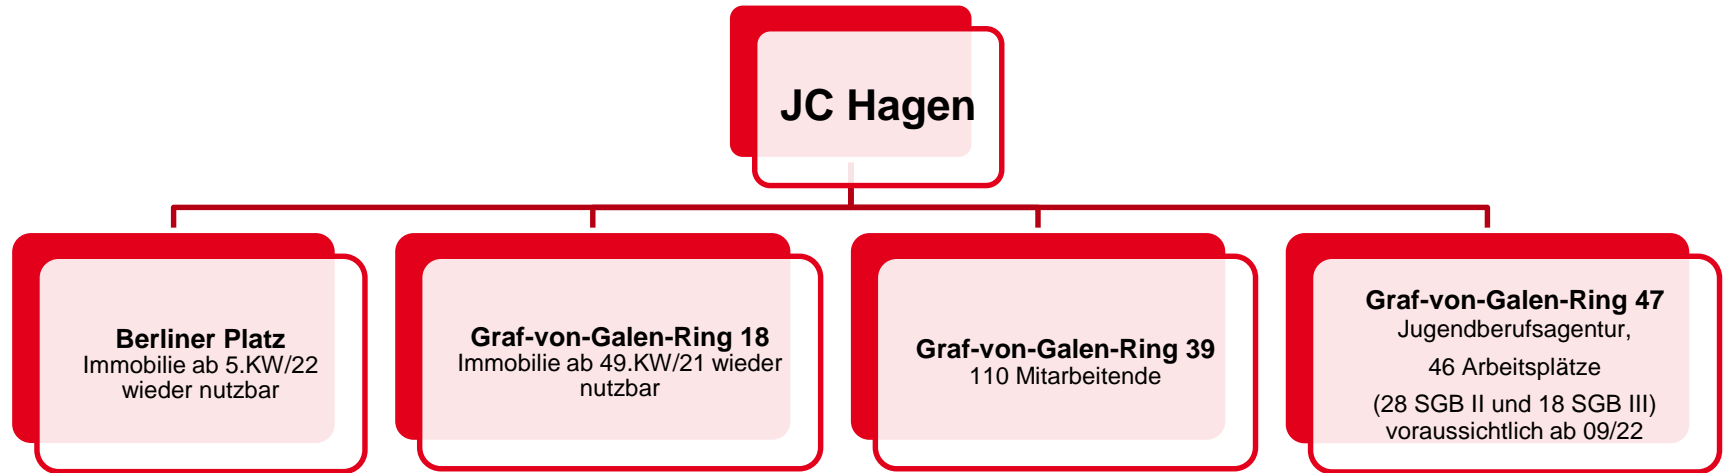 JC Hagen
Berliner Platz
Immobilie ab 5.KW/22
wieder nutzbar
Graf-von-Galen-Ring 18
Immobilie ab 49.KW/21 wieder
nutzbar
Graf-von-Galen-Ring 39
110 Mitarbeitende
Graf-von-Galen-Ring 47
Jugendberufsagentur,
46 Arbeitsplätze
(28 SGB II und 18 SGB III)
voraussichtlich ab 09/22